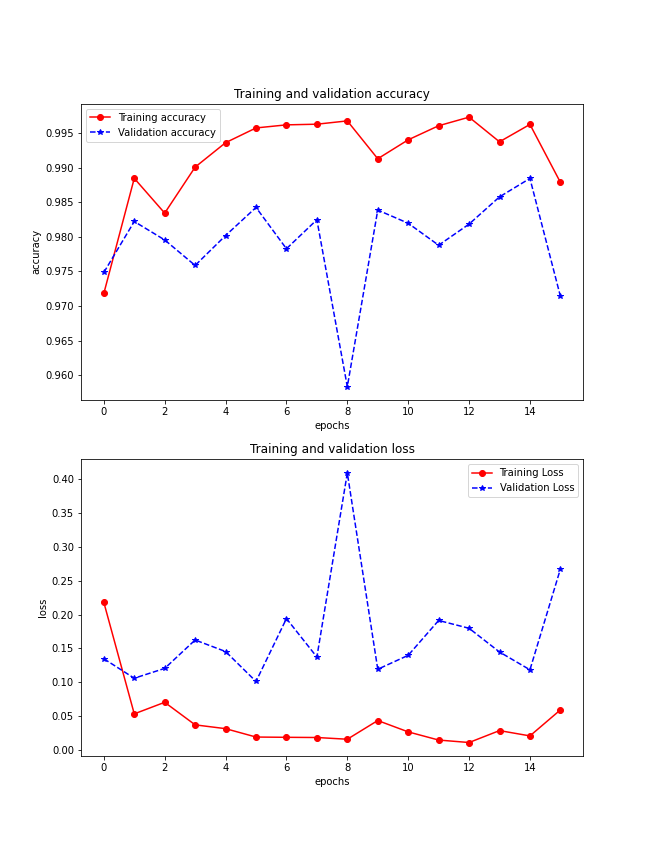 Training and validation accuracy
Training accuracy
Validation accuracy
accuracy
0.995
0.990
0.985
0.980
0.975
0.970
0.965
0.960
0 2 4 6 8 10 12 14
epochs
Training and validation loss
Training Loss
Validation Loss
loss
0.40
0.35
0.30
0.25
0.20
0.15
0.10
0.05
0.00
0 2 4 6 8 10 12 14
epochs